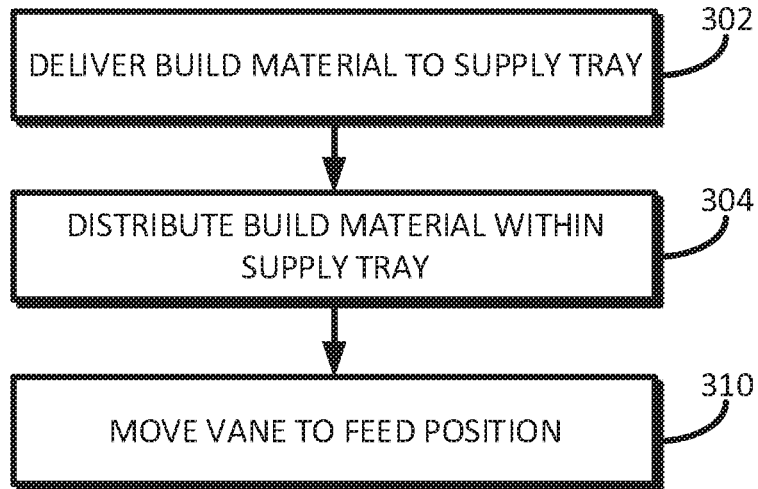 302
DELIVER BUILD MATERIAL TO SUPPLY TRAY
304
DISTRIBUTE BUILD MATERIAL WITHIN
SUPPLY TRAY
310
MOVE VANE TO FEED POSITION